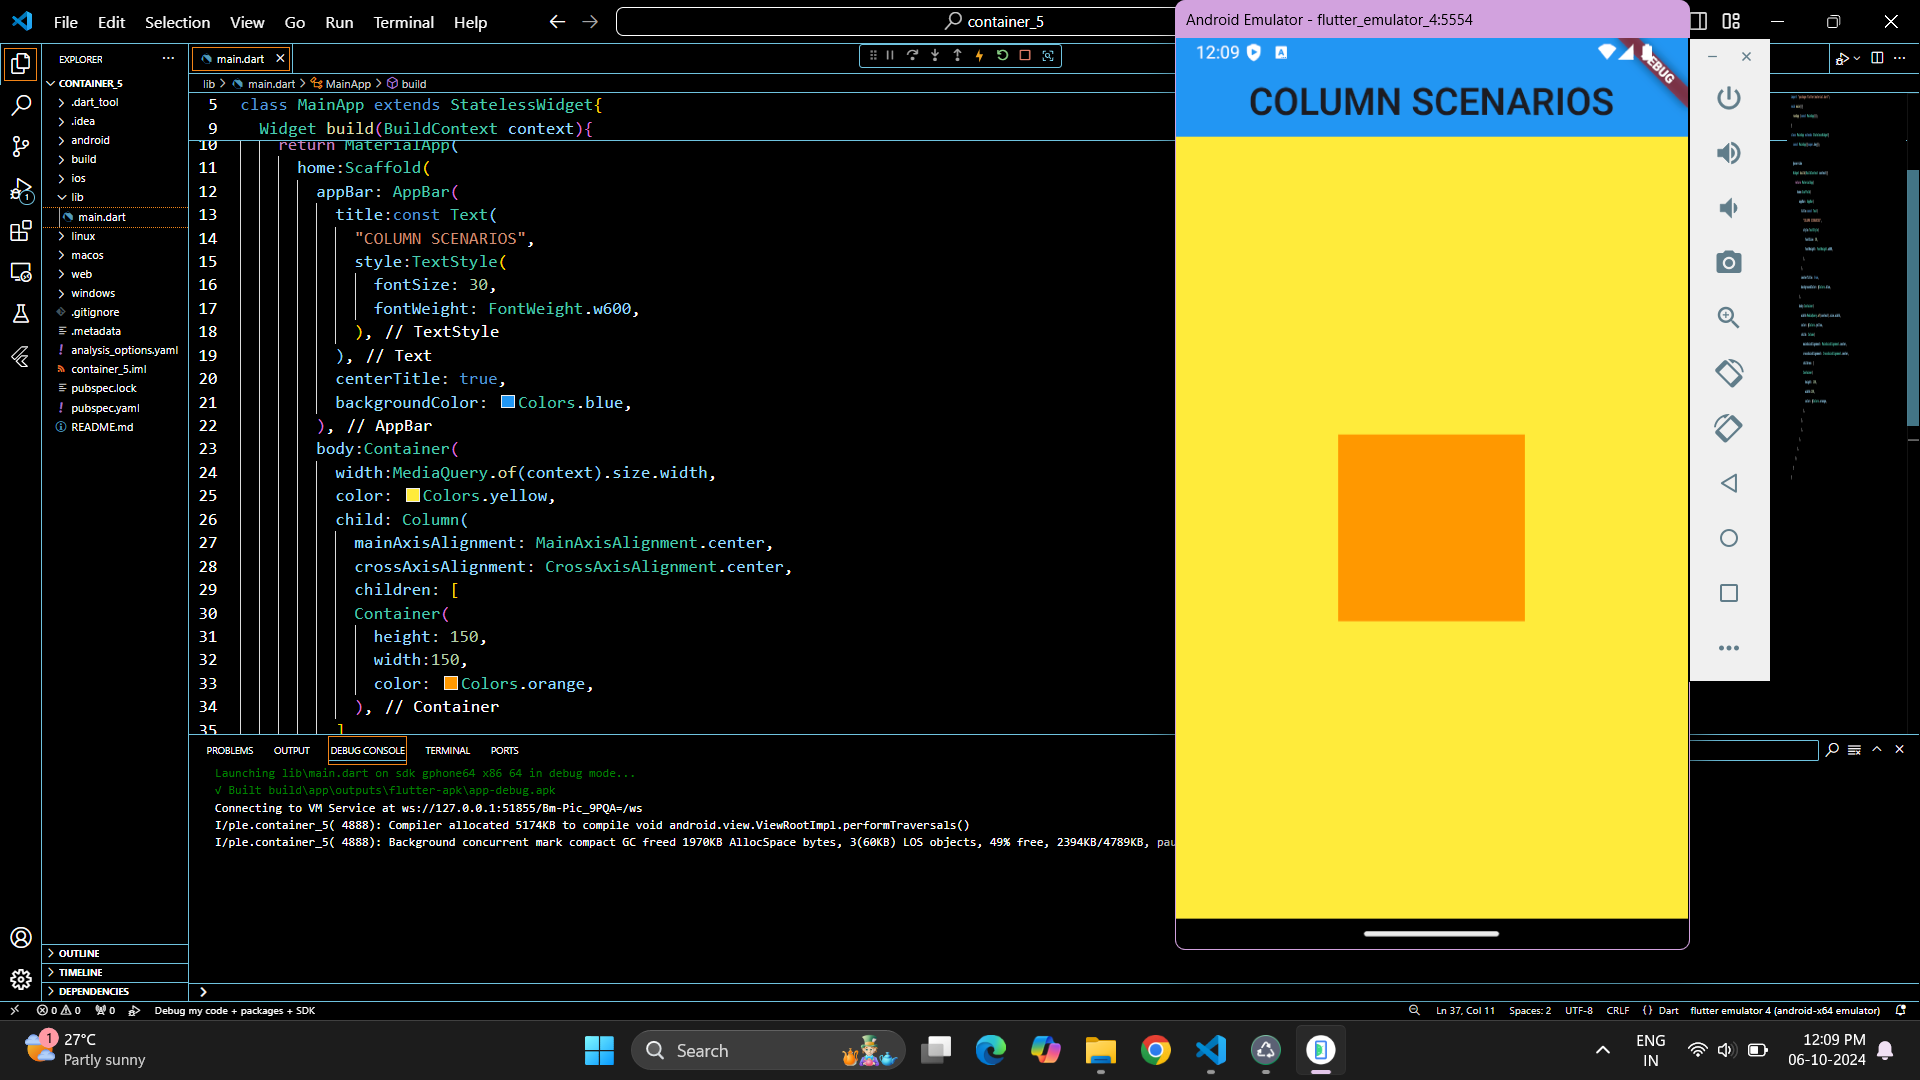 File Edit Selection View Go Run Terminal Help
container_5
Android Emulator - flutter_emulator_4:5554
EXPLORER
CONTAINER_5
.dart_tool
.idea
android
build
ios
lib
main.dart
linux
macos
web
windows
.gitignore
.metadata
analysis_options.yaml
container_5.iml
pubspec.lock
pubspec.yaml
README.md
OUTLINE
TIMELINE
DEPENDENCIES
main.dart
lib > main.dart > MainApp > build
5 class MainApp extends StatelessWidget{
9 Widget build(BuildContext context){
10 return MaterialApp(
11 home:Scaffold(
12 appBar: AppBar(
13 title:const Text(
14 "COLUMN SCENARIOS",
15 style:TextStyle(
16 fontSize: 30,
17 fontWeight: FontWeight.w600,
18 ), // TextStyle
19 ), // Text
20 centerTitle: true,
21 backgroundColor: Colors.blue,
22 ), // AppBar
23 body:Container(
24 width:MediaQuery.of(context).size.width,
25 color: Colors.yellow,
26 child: Column(
27 mainAxisAlignment: MainAxisAlignment.center,
28 crossAxisAlignment: CrossAxisAlignment.center,
29 children: [
30 Container(
31 height: 150,
32 width:150,
33 color: Colors.orange,
34 ), // Container
35 ]
PROBLEMS OUTPUT DEBUG CONSOLE TERMINAL PORTS
Launching lib\main.dart on sdk gphone64 x86 64 in debug mode...
√ Built build\app\outputs\flutter-apk\app-debug.apk
Connecting to VM Service at ws://127.0.0.1:51855/Bm-Pic_9PQA=/ws
I/ple.container_5( 4888): Compiler allocated 5174KB to compile void android.view.ViewRootImpl.performTraversals()
I/ple.container_5( 4888): Background concurrent mark compact GC freed 1970KB AllocSpace bytes, 3(60KB) LOS objects, 49% free, 2394KB/4789KB, pau
12:09
COLUMN SCENARIOS
0 0 0 Debug my code + packages + SDK
Ln 37, Col 11 Spaces: 2 UTF-8 CRLF {} Dart flutter emulator 4 (android-x64 emulator)
1
27°C
Partly sunny
Search
ENG
IN
12:09 PM
06-10-2024